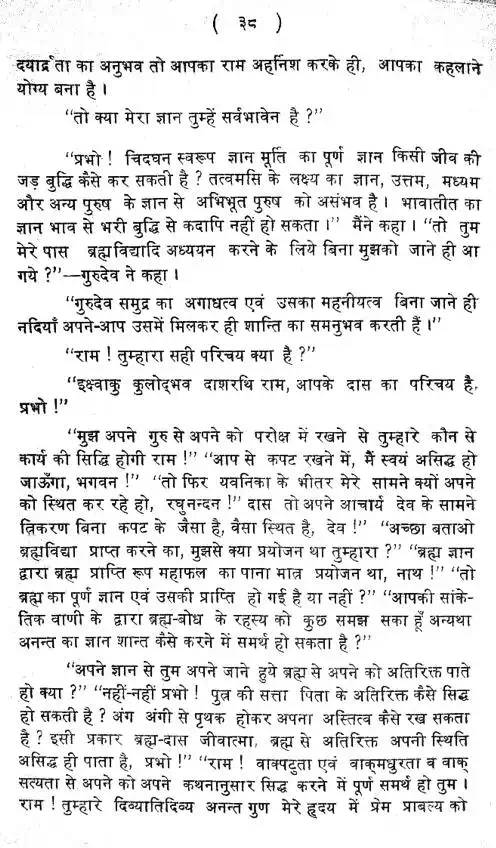 ( ३८ )
दयार्द्रता का अनुभव तो आपका राम अहर्निश करके ही, आपका कहलाने
योग्य बना है ।
“तो क्या मेरा ज्ञान तुम्हें सर्वभावेन है ?”
“प्रभो ! चिदघन स्वरूप ज्ञान मूर्ति का पूर्ण ज्ञान किसी जीव की
जड़ बुद्धि कैसे कर सकती है ? तत्वमसि के लक्ष्य का ज्ञान, उत्तम, मध्यम
और अन्य पुरुष के ज्ञान से अभिभूत पुरुष को असंभव है । भावातीत का
ज्ञान भाव से भरी बुद्धि से कदापि नहीं हो सकता ।” मैंने कहा । “तो तुम
मेरे पास ब्रह्मविद्यादि अध्ययन करने के लिये बिना मुझको जाने ही आ
गये ?”—गुरुदेव ने कहा ।
“गुरुदेव समुद्र का अगाधत्व एवं उसका महनीयत्व बिना जाने ही
नदियाँ अपने-आप उसमें मिलकर ही शान्ति का समनुभव करती हैं ।”
“राम ! तुम्हारा सही परिचय क्या है ?”
“इक्ष्वाकु कुलोद्भव दाशरथि राम, आपके दास का परिचय है,
प्रभो !”
“मुझ अपने गुरु से अपने को परोक्ष में रखने से तुम्हारे कौन से
कार्य की सिद्धि होगी राम !” “आप से कपट रखने में, मैं स्वयं असिद्ध हो
जाऊँगा, भगवन !” “तो फिर यवनिका के भीतर मेरे सामने क्यों अपने
को स्थित कर रहे हो, रघुनन्दन !” दास तो अपने आचार्य देव के सामने
त्रिकरण बिना कपट के जैसा है, वैसा स्थित है, देव !” “अच्छा बताओ
ब्रह्मविद्या प्राप्त करने का, मुझसे क्या प्रयोजन था तुम्हारा ?” “ब्रह्म ज्ञान
द्वारा ब्रह्म प्राप्ति रूप महाफल का पाना मात्र प्रयोजन था, नाथ !” “तो
ब्रह्म का पूर्ण ज्ञान एवं उसकी प्राप्ति हो गई है या नहीं ?” “आपकी सांके-
तिक वाणी के द्वारा ब्रह्म-बोध के रहस्य को कुछ समझ सका हूँ अन्यथा
अनन्त का ज्ञान शान्त कैसे करने में समर्थ हो सकता है ?”
“अपने ज्ञान से तुम अपने जाने हुये ब्रह्म से अपने को अतिरिक्त पाते
हो क्या ?” “नहीं-नहीं प्रभो ! पुत्र की सत्ता पिता के अतिरिक्त कैसे सिद्ध
हो सकती है ? अंग अंगी से पृथक होकर अपना अस्तित्व कैसे रख सकता
है ? इसी प्रकार ब्रह्म-दास जीवात्मा, ब्रह्म से अतिरिक्त अपनी स्थिति
असिद्ध ही पाता है, प्रभो !” “राम ! वाक्पटुता एवं वाक्मधुरता व वाक्
सत्यता से अपने को अपने कथनानुसार सिद्ध करने में पूर्ण समर्थ हो तुम ।
राम ! तुम्हारे दिव्यातिदिव्य अनन्त गुण मेरे हृदय में प्रेम प्राबल्य को